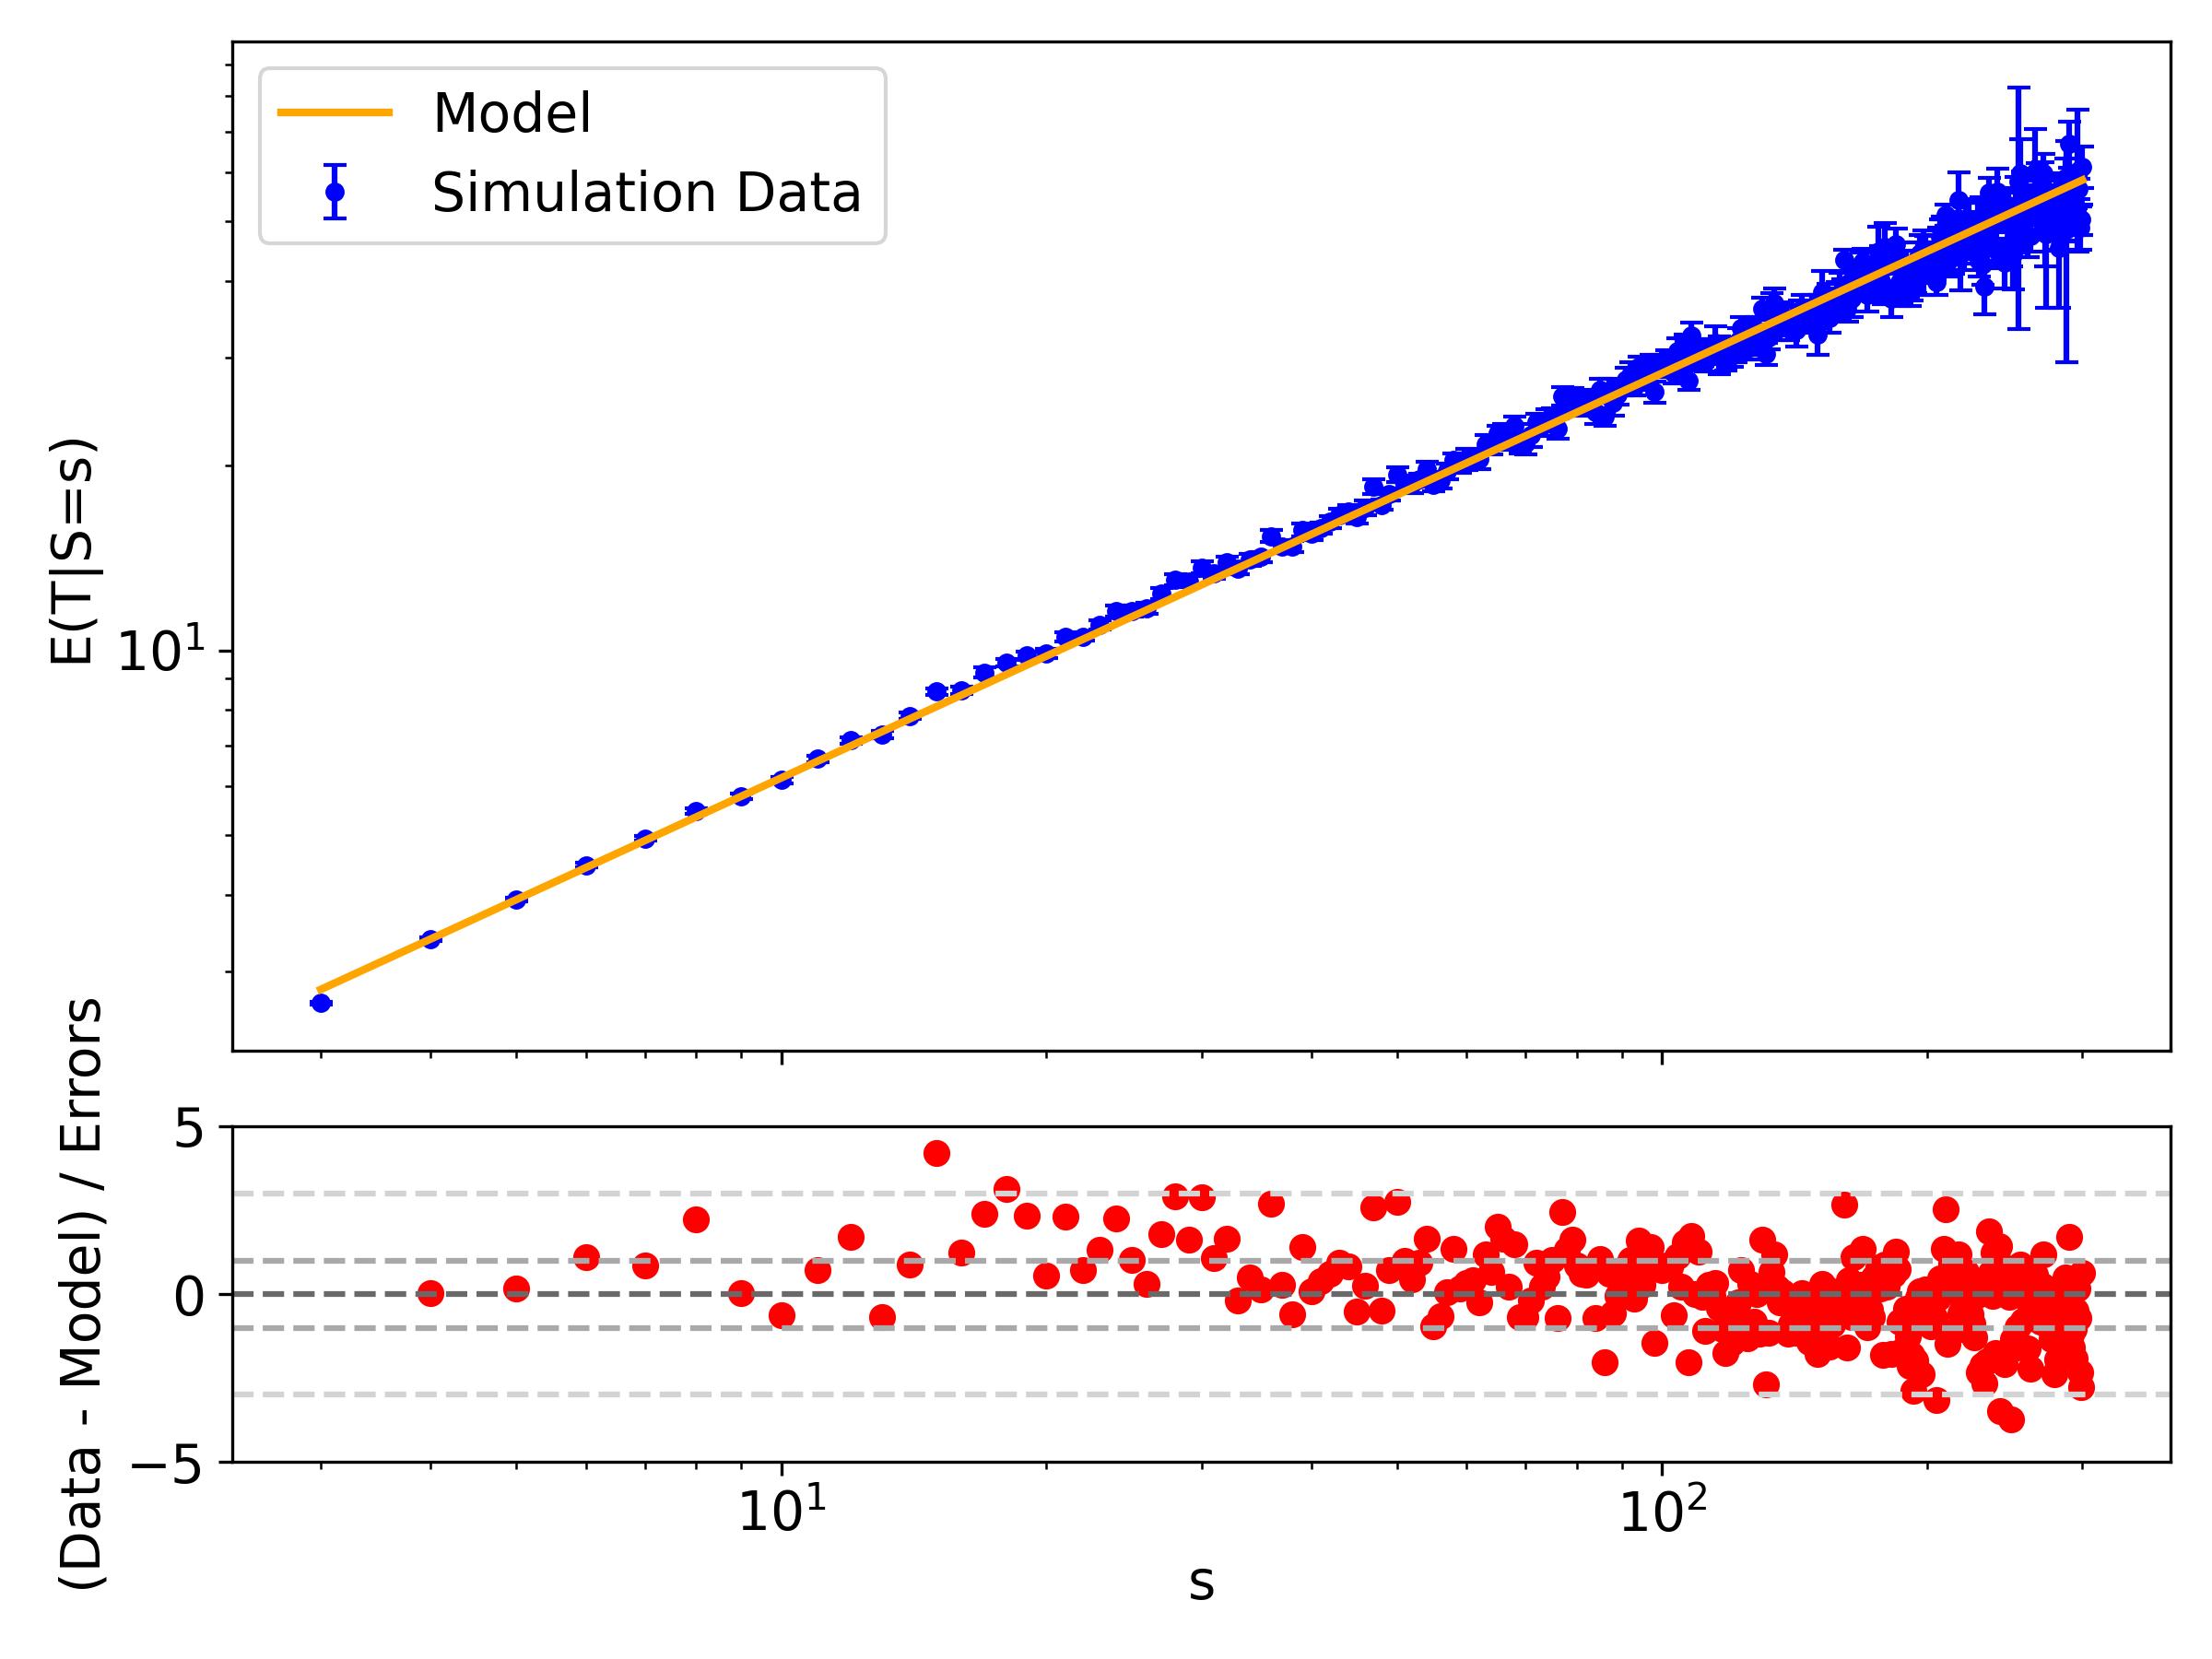 Model
Simulation Data
E(T|S=s)
10¹
(Data - Model) / Errors
5
0
−5
10¹
10²
s